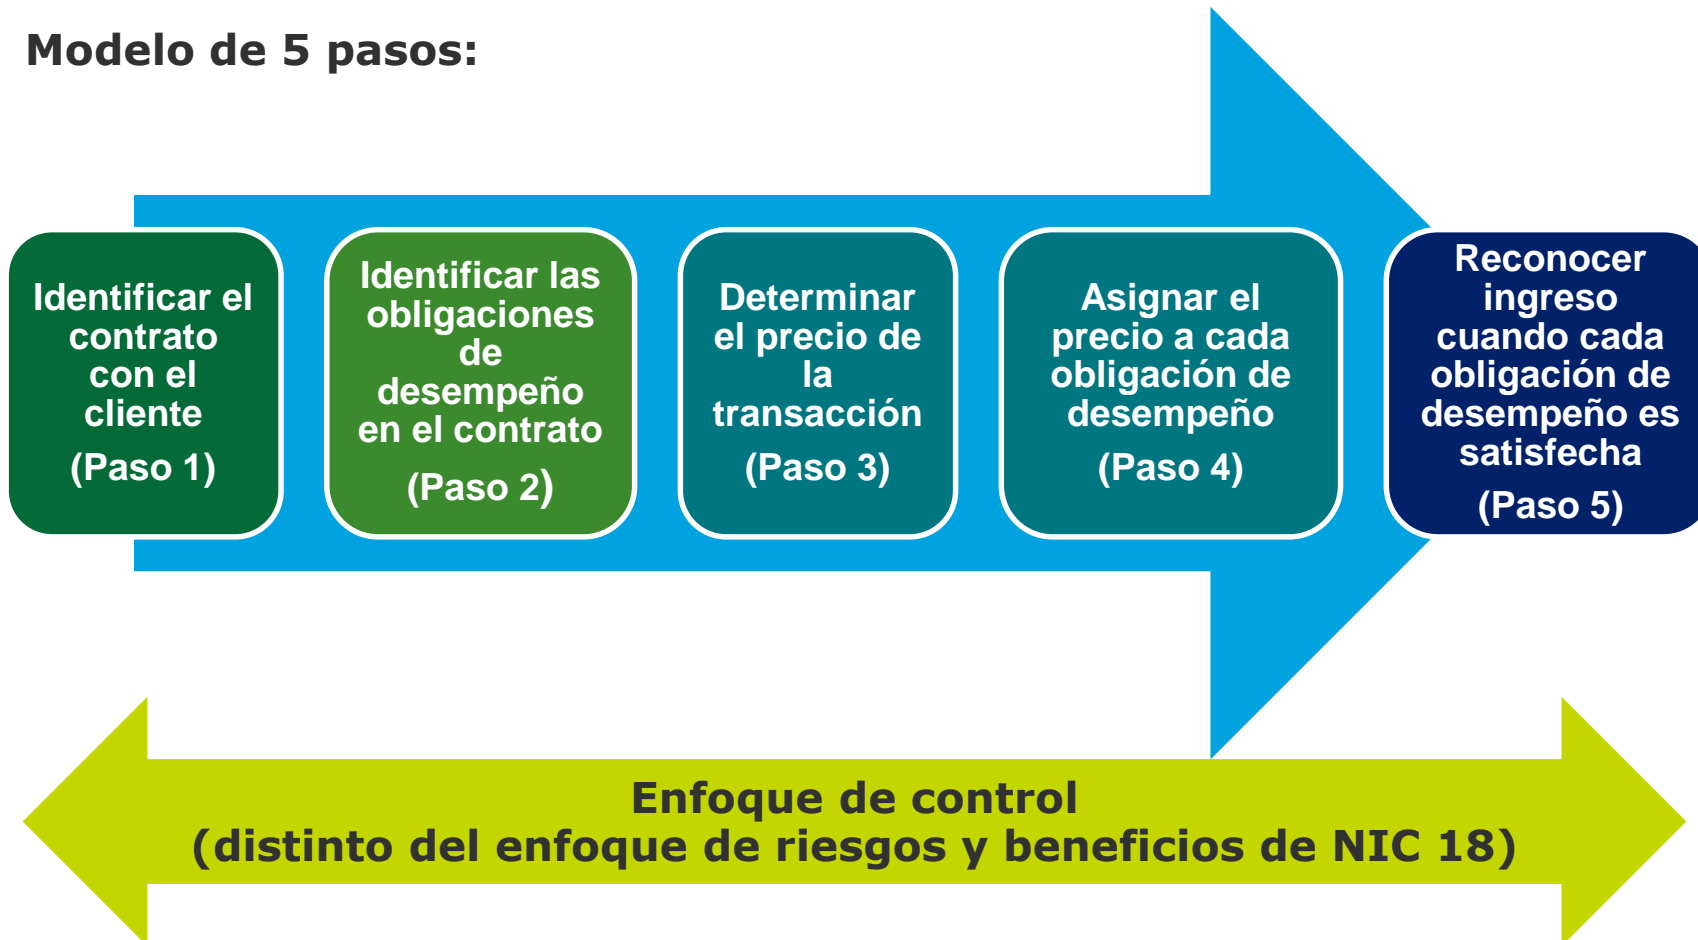 Modelo de 5 pasos:
Identificar el
contrato
con el
cliente
(Paso 1)
Identificar las
obligaciones
de
desempeño
en el contrato
(Paso 2)
Determinar
el precio de
la
transacción
(Paso 3)
Asignar el
precio a cada
obligación de
desempeño
(Paso 4)
Reconocer
ingreso
cuando cada
obligación de
desempeño es
satisfecha
(Paso 5)
Enfoque de control
(distinto del enfoque de riesgos y beneficios de NIC 18)